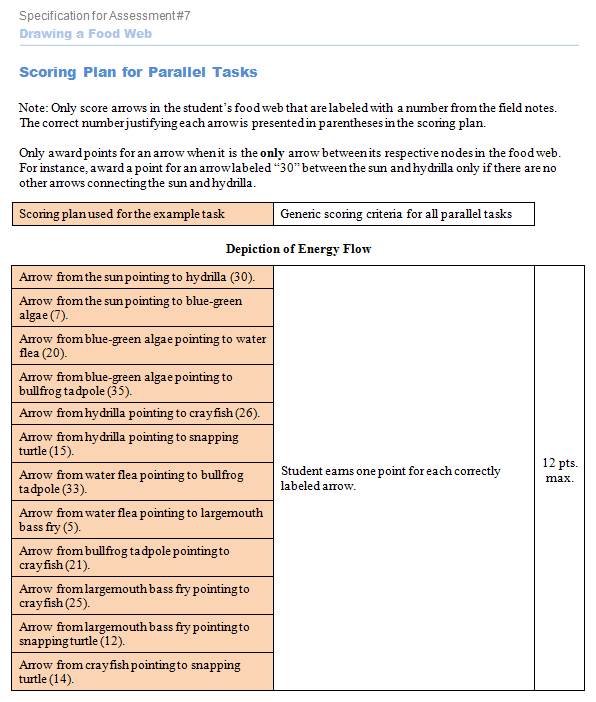 Specification for Assessment #7
Drawing a Food Web
Scoring Plan for Parallel Tasks
Note: Only score arrows in the student's food web that are labeled with a number from the field notes.
The correct number justifying each arrow is presented in parentheses in the scoring plan.
Only award points for an arrow when it is the only arrow between its respective nodes in the food web.
For instance, award a point for an arrow labeled “30” between the sun and hydrilla only if there are no
other arrows connecting the sun and hydrilla.
Scoring plan used for the example task
Generic scoring criteria for all parallel tasks
Depiction of Energy Flow
Arrow from the sun pointing to hydrilla (30).
Arrow from the sun pointing to blue-green
algae (7).
Arrow from blue-green algae pointing to water
flea (20).
Arrow from blue-green algae pointing to
bullfrog tadpole (35).
Arrow from hydrilla pointing to crayfish (26).
Arrow from hydrilla pointing to snapping
turtle (15).
Arrow from water flea pointing to bullfrog
tadpole (33).
Arrow from water flea pointing to largemouth
bass fry (5).
Arrow from bullfrog tadpole pointing to
crayfish (21).
Arrow from largemouth bass fry pointing to
crayfish (25).
Arrow from largemouth bass fry pointing to
snapping turtle (12).
Arrow from crayfish pointing to snapping
turtle (14).
Student earns one point for each correctly
labeled arrow.
12 pts.
max.